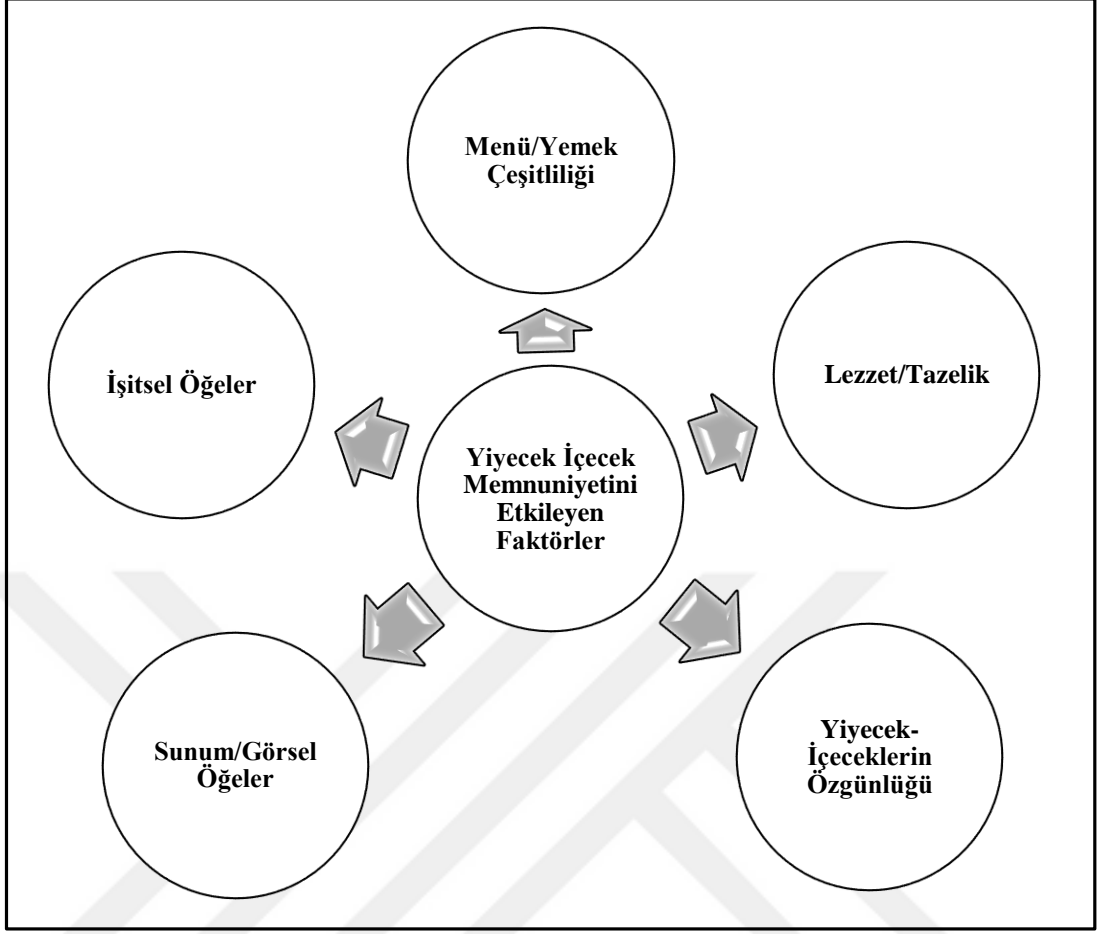 Menü/Yemek
Çeşitliliği
İşitsel Öğeler
Lezzet/Tazelik
Yiyecek İçecek
Memnuniyetini
Etkileyen
Faktörler
Sunum/Görsel
Öğeler
Yiyecek-
İçeceklerin
Özgünlüğü